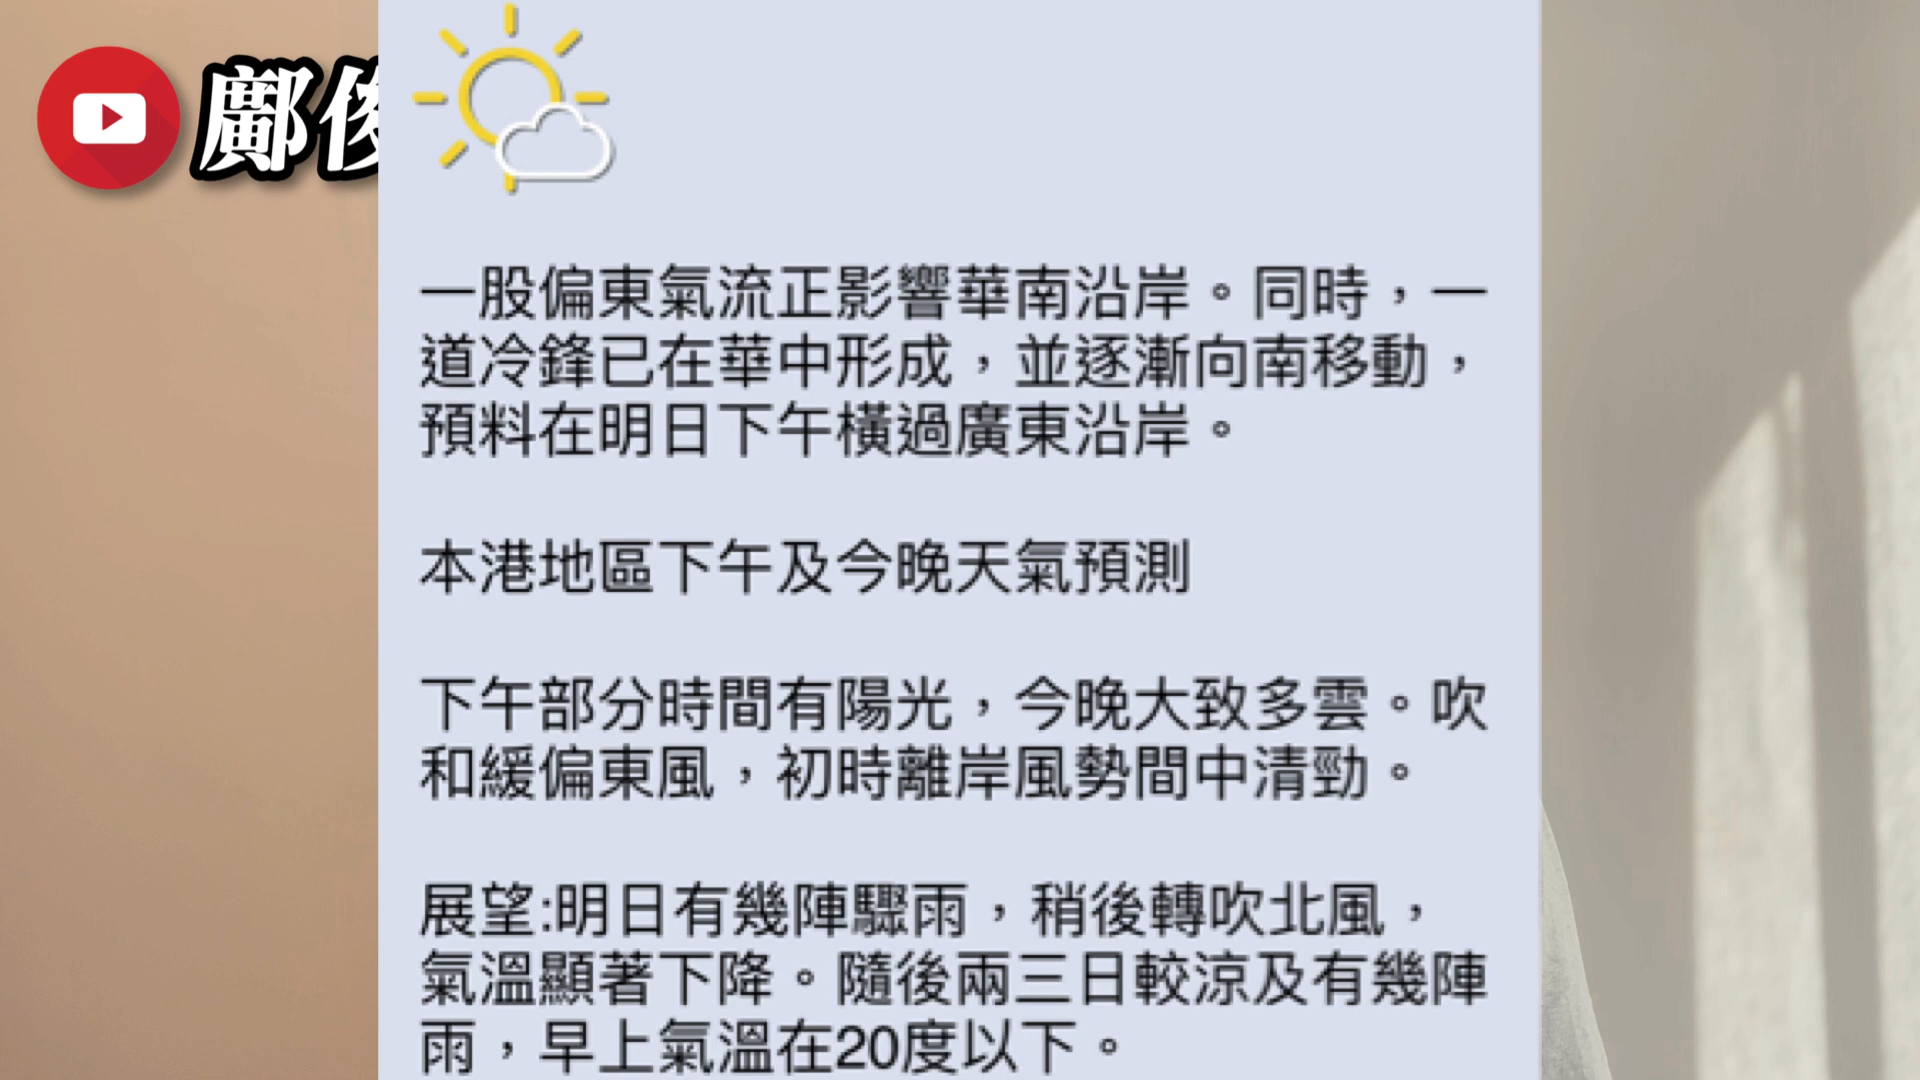 鄺俊
一股偏東氣流正影響華南沿岸。同時，一
道冷鋒已在華中形成，並逐漸向南移動，
預料在明日下午橫過廣東沿岸。
本港地區下午及今晚天氣預測
下午部分時間有陽光，今晚大致多雲。吹
和緩偏東風，初時離岸風勢間中清勁。
展望:明日有幾陣驟雨，稍後轉吹北風，
氣溫顯著下降。隨後兩三日較涼及有幾陣
雨，早上氣溫在20度以下。